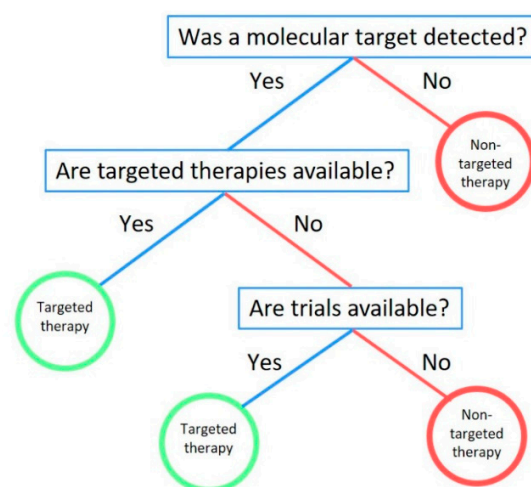 Was a molecular target detected?
Yes
No
Non-
targeted
therapy
Are targeted therapies available?
Yes
No
Targeted
therapy
Are trials available?
Yes
No
Targeted
therapy
Non-
targeted
therapy